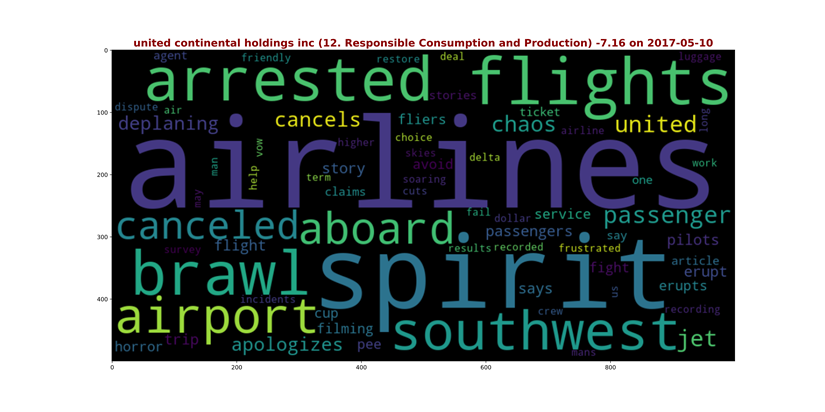 united continental holdings inc (12. Responsible Consumption and Production) -7.16 on 2017-05-10
0
agent friendly restore deal luggage
arrested flights
stories
100
dispute air ticket
deplaning cancels fliers chaos united long
airlines
higher choice airline
man vow skies avoid delta work
story
200
help term soaring one
may claims cuts
canceled aboard fail dollar service passenger
passengers say
300
survey flight results recorded frustrated pilots
brawl spirit fight article
erupt
says us erupts
400
incidents
airport cup crew recording
filming southwest jet
horror trip apologizes pee
mans
0 200 400 600 800